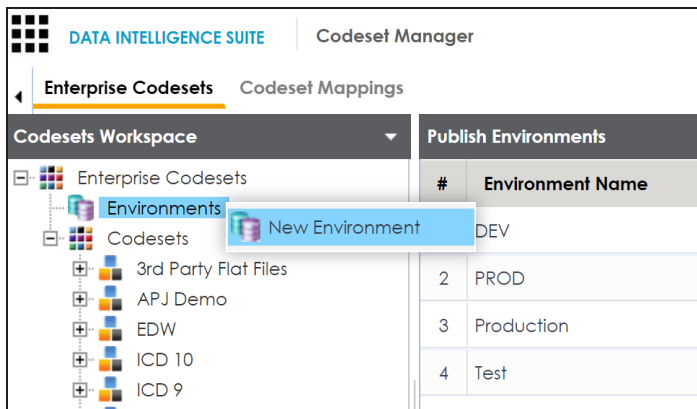 DATA INTELLIGENCE SUITE Codeset Manager
Enterprise Codesets Codeset Mappings
Codesets Workspace
Enterprise Codesets
Environments
New Environment
Codesets
3rd Party Flat Files
APJ Demo
EDW
ICD 10
ICD 9
Publish Environments
# Environment Name
DEV
2 PROD
3 Production
4 Test